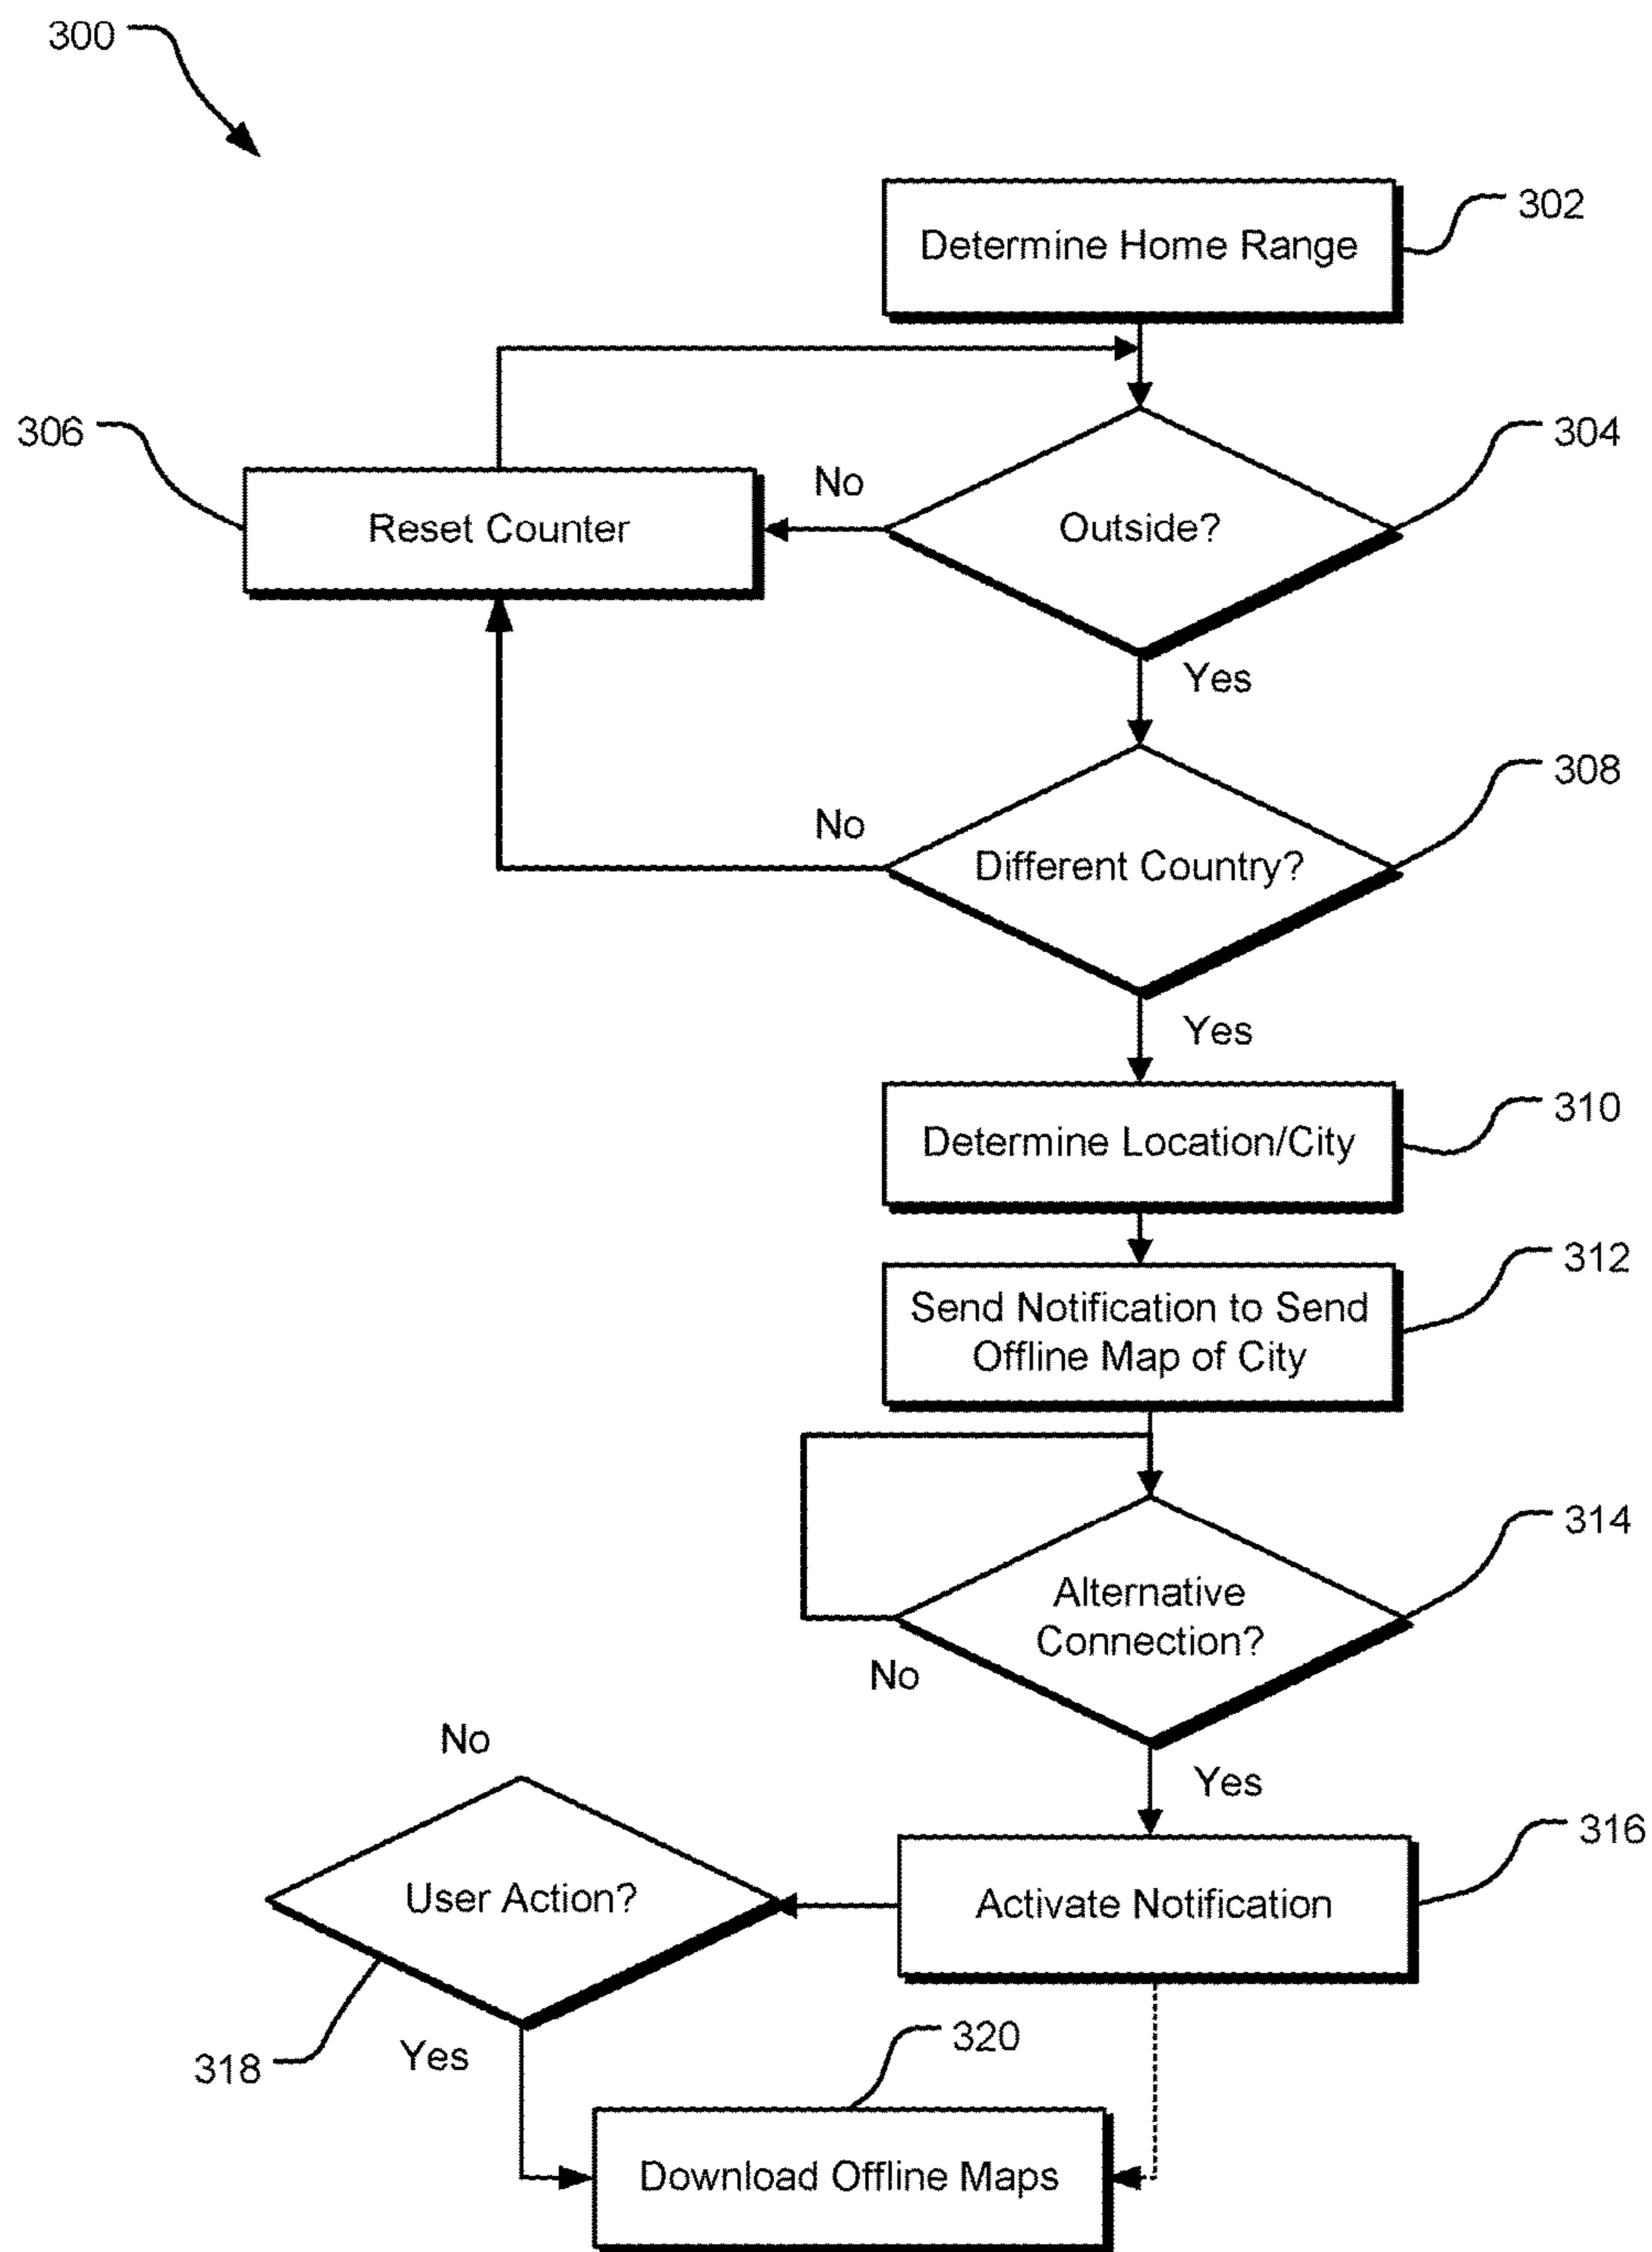 300
302
Determine Home Range
306
304
No
Reset Counter
Outside?
Yes
308
No
Different Country?
Yes
310
Determine Location/City
312
Send Notification to Send
Offline Map of City
314
Alternative
Connection?
No
No
Yes
316
User Action?
Activate Notification
320
318
Yes
Download Offline Maps